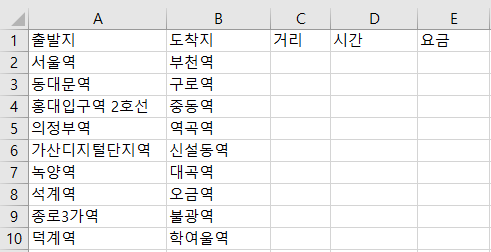 A B C D E
1 출발지 도착지 거리 시간 요금
2 서울역 부천역
3 동대문역 구로역
4 홍대입구역 2호선 중동역
5 의정부역 역곡역
6 가산디지털단지역 신설동역
7 녹양역 대곡역
8 석계역 오금역
9 종로3가역 불광역
10 덕계역 학여울역